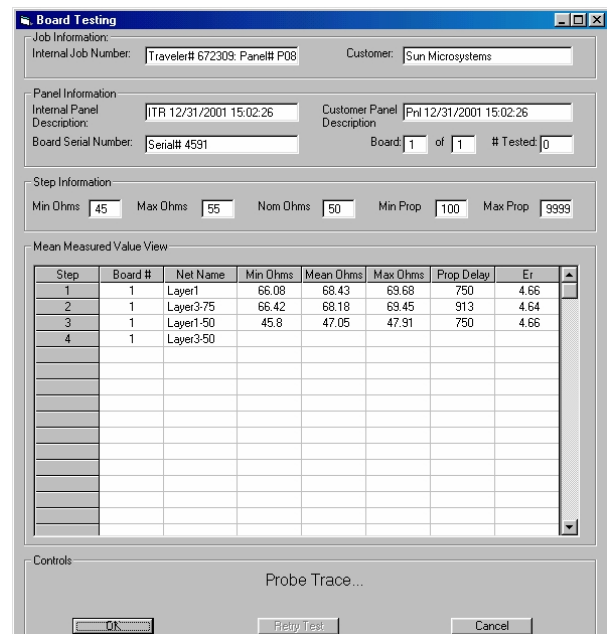 Board Testing
Job Information:
Internal Job Number: Traveler# 672309: Panel# P08 Customer: Sun Microsystems
Panel Information
Internal Panel Description: ITR 12/31/2001 15:02:26 Customer Panel Description Pnl 12/31/2001 15:02:26
Board Serial Number: Serial# 4591 Board: 1 of 1 # Tested: 0
Step Information
Min Ohms 45 Max Ohms 55 Nom Ohms 50 Min Prop 100 Max Prop 9999
Mean Measured Value View
Step Board # Net Name Min Ohms Mean Ohms Max Ohms Prop Delay Er
1 1 Layer1 66.08 68.43 69.68 750 4.66
2 1 Layer3-75 66.42 68.18 69.45 913 4.64
3 1 Layer1-50 45.8 47.05 47.91 750 4.66
4 1 Layer3-50
Controls
Probe Trace...
OK Retry Test Cancel